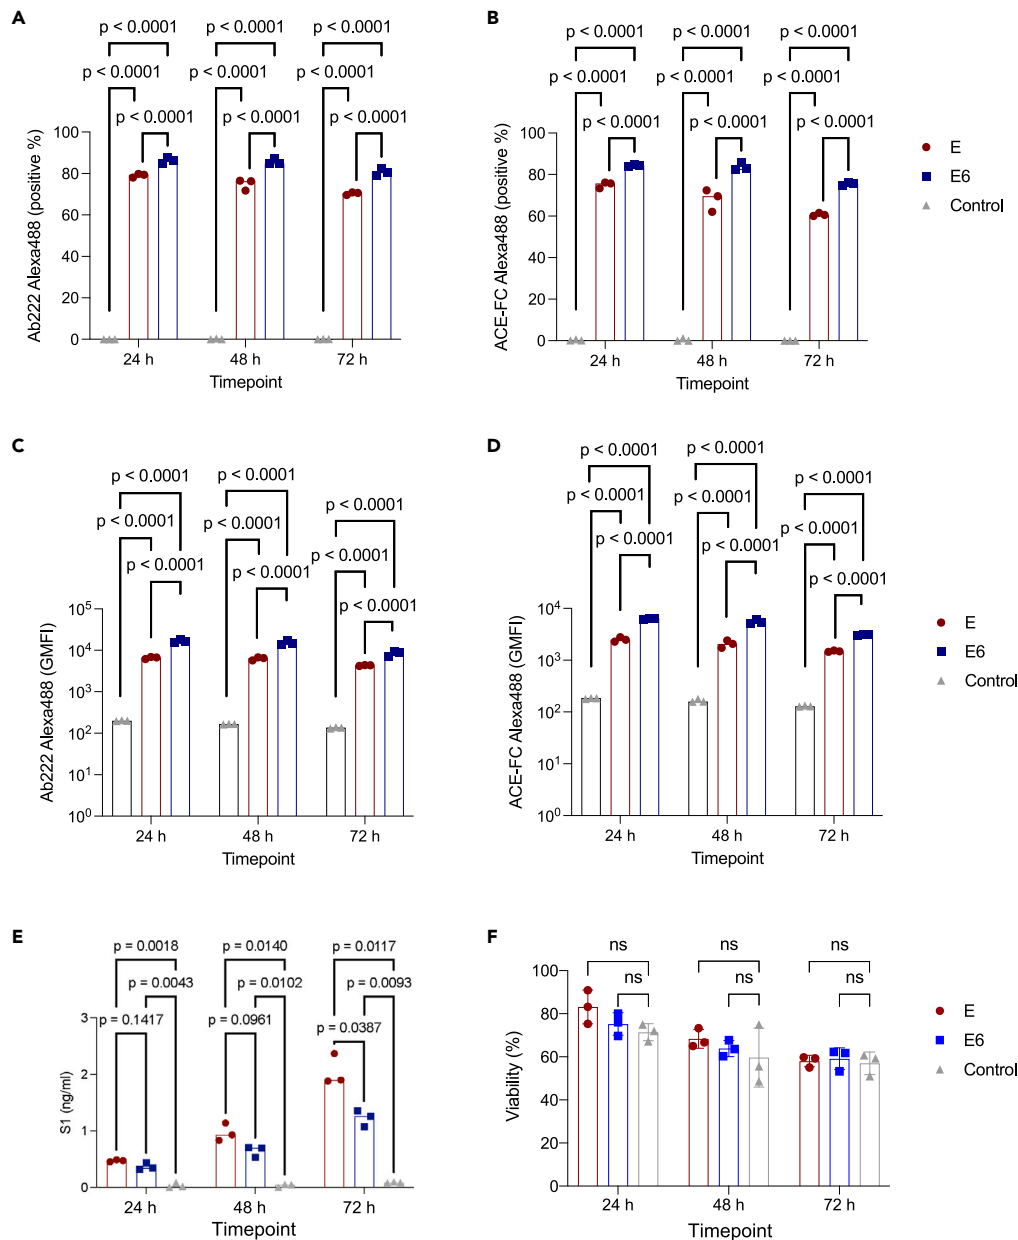 A
p < 0.0001 p < 0.0001 p < 0.0001
p < 0.0001 p < 0.0001 p < 0.0001
p < 0.0001 p < 0.0001 p < 0.0001
Ab222 Alexa488 (positive %)
100
80
60
40
20
0
24 h 48 h 72 h
Timepoint
B
p < 0.0001 p < 0.0001 p < 0.0001
p < 0.0001 p < 0.0001 p < 0.0001
p < 0.0001 p < 0.0001 p < 0.0001
ACE-FC Alexa488 (positive %)
100
80
60
40
20
0
24 h 48 h 72 h
Timepoint
E
E6
Control
C
p < 0.0001 p < 0.0001 p < 0.0001
p < 0.0001 p < 0.0001 p < 0.0001
p < 0.0001 p < 0.0001 p < 0.0001
Ab222 Alexa488 (GMFI)
10⁵
10⁴
10³
10²
10¹
10⁰
24 h 48 h 72 h
Timepoint
D
p < 0.0001 p < 0.0001 p < 0.0001
p < 0.0001 p < 0.0001 p < 0.0001
p < 0.0001 p < 0.0001 p < 0.0001
ACE-FC Alexa488 (GMFI)
10⁴
10³
10²
10¹
10⁰
24 h 48 h 72 h
Timepoint
E
E6
Control
E
p = 0.0018 p = 0.0140 p = 0.0117
p = 0.0043 p = 0.0102 p = 0.0093
p = 0.1417 p = 0.0961 p = 0.0387
S1 (ng/ml)
3
2
1
0
24 h 48 h 72 h
Timepoint
F
ns ns ns
ns ns ns
Viability (%)
100
80
60
40
20
0
24 h 48 h 72 h
Timepoint
E
E6
Control